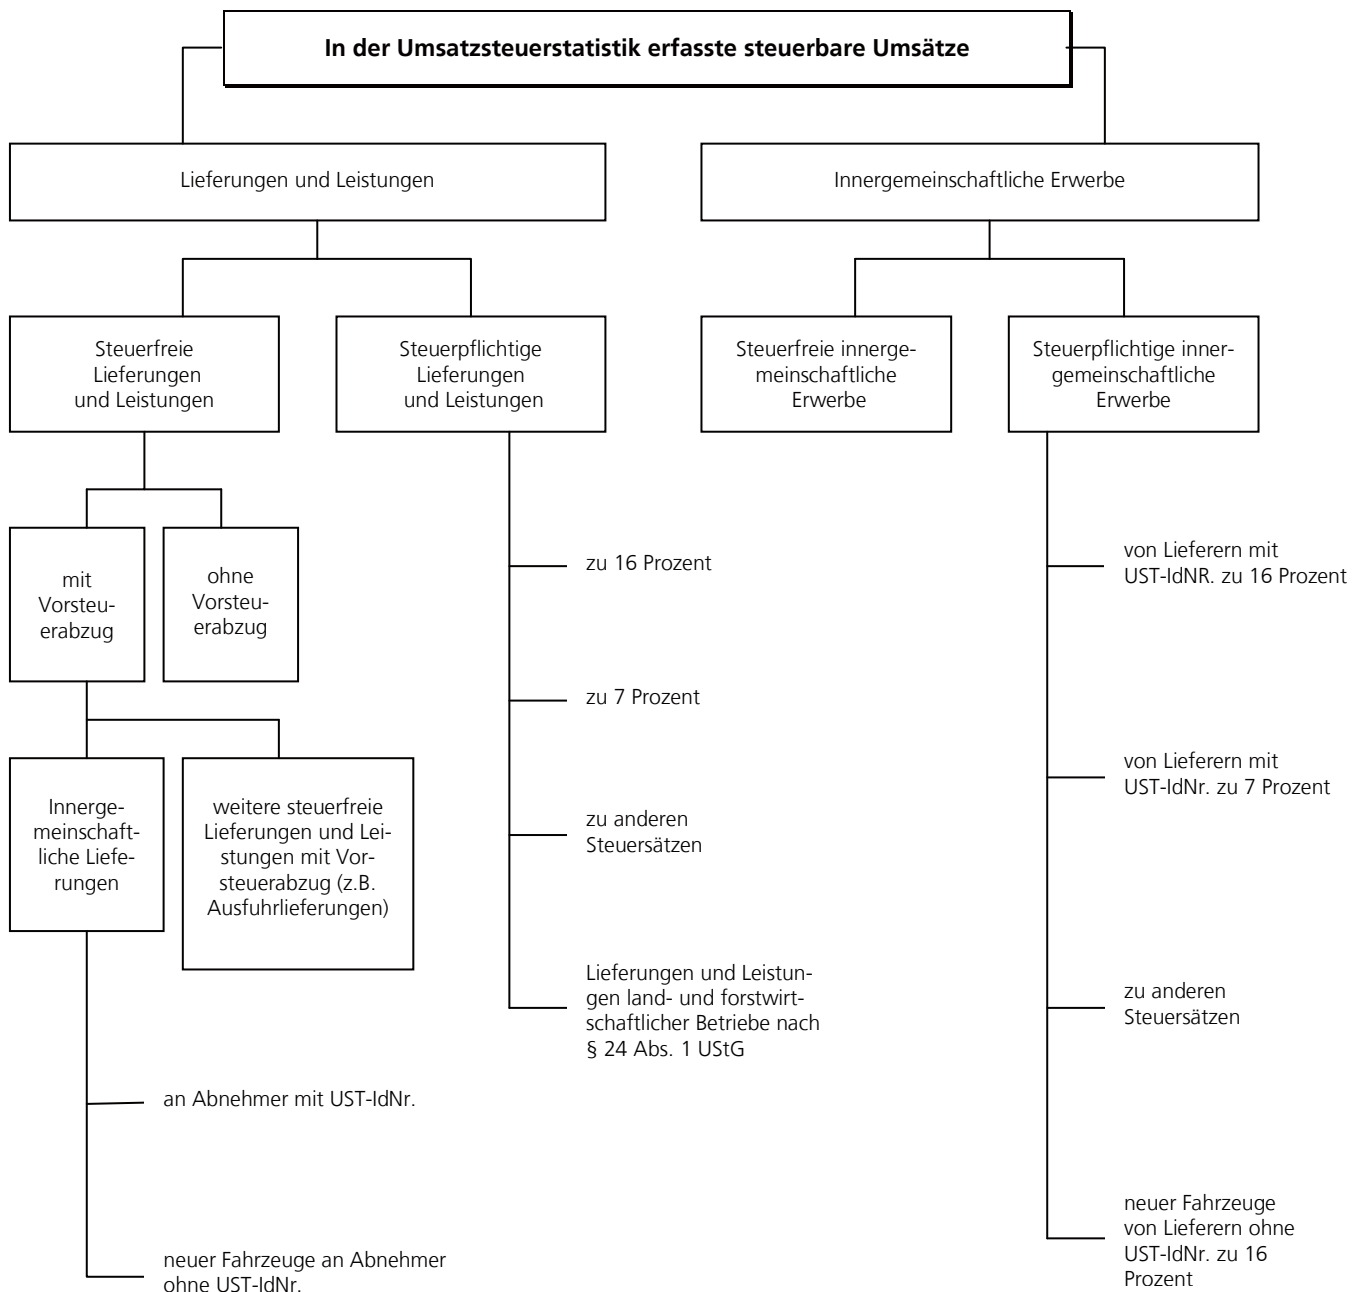 In der Umsatzsteuerstatistik erfasste steuerbare Umsätze
Lieferungen und Leistungen
Innergemeinschaftliche Erwerbe
Steuerfreie
Lieferungen
und Leistungen
Steuerpflichtige
Lieferungen
und Leistungen
Steuerfreie innerge-
meinschaftliche
Erwerbe
Steuerpflichtige inner-
gemeinschaftliche
Erwerbe
mit
Vorsteu-
erabzug
ohne
Vorsteu-
erabzug
Innerge-
meinschaft-
liche Liefe-
rungen
weitere steuerfreie
Lieferungen und Lei-
stungen mit Vor-
steuerabzug (z.B.
Ausfuhrlieferungen)
an Abnehmer mit UST-IdNr.
neuer Fahrzeuge an Abnehmer
ohne UST-IdNr.
zu 16 Prozent
zu 7 Prozent
zu anderen
Steuersätzen
Lieferungen und Leistun-
gen land- und forstwirt-
schaftlicher Betriebe nach
§ 24 Abs. 1 UStG
von Lieferern mit
UST-IdNR. zu 16 Prozent
von Lieferern mit
UST-IdNr. zu 7 Prozent
zu anderen
Steuersätzen
neuer Fahrzeuge
von Lieferern ohne
UST-IdNr. zu 16
Prozent